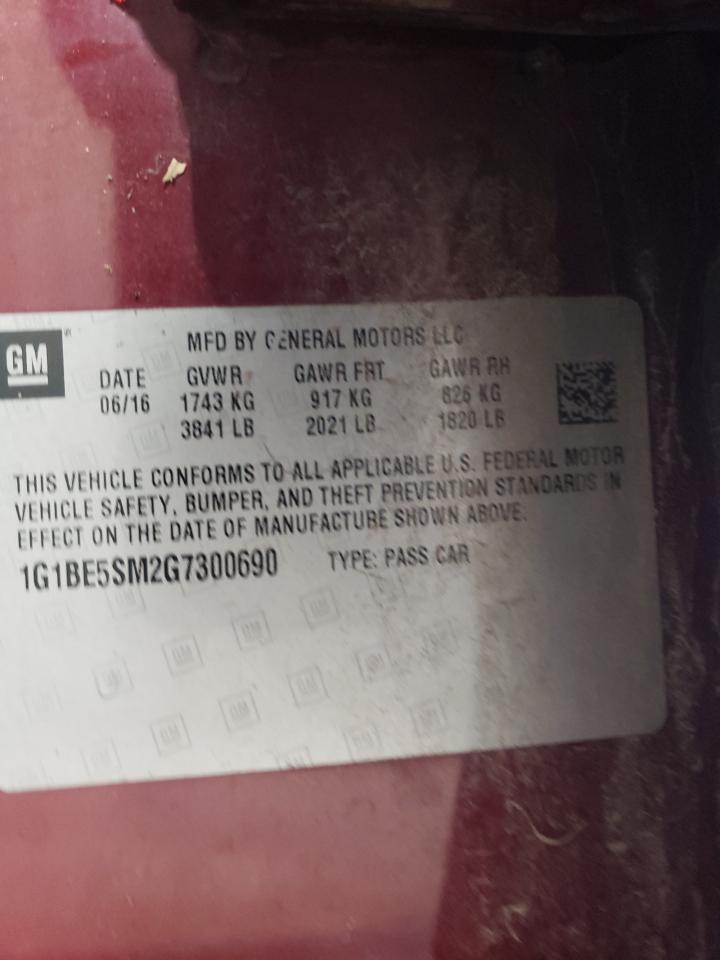 GM
MFD BY GENERAL MOTORS LLC
DATE GVWR GAWR FRT GAWR RR
06/16 1743 KG 917 KG 826 KG
3841 LB 2021 LB 1820 LB
THIS VEHICLE CONFORMS TO ALL APPLICABLE U.S. FEDERAL MOTOR
VEHICLE SAFETY, BUMPER, AND THEFT PREVENTION STANDARDS IN
EFFECT ON THE DATE OF MANUFACTURE SHOWN ABOVE.
1G1BE5SM2G7300690 TYPE: PASS CAR